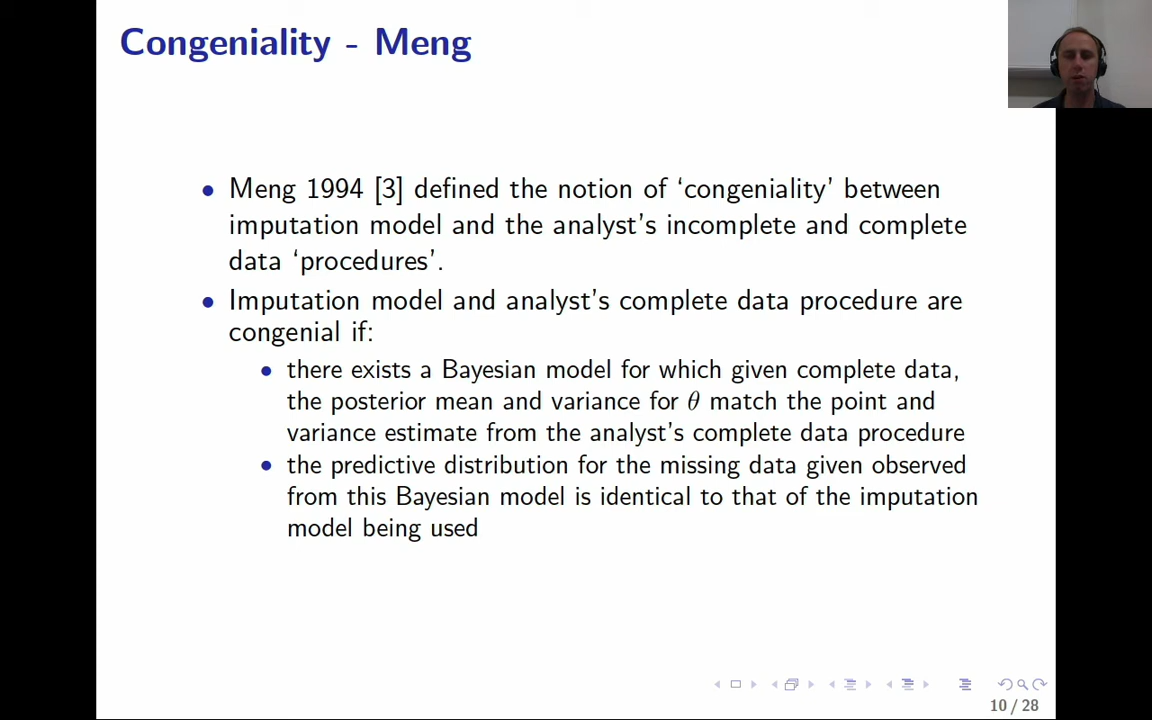 Congeniality - Meng
• Meng 1994 [3] defined the notion of ‘congeniality’ between
imputation model and the analyst’s incomplete and complete
data ‘procedures’.
• Imputation model and analyst’s complete data procedure are
congenial if:
• there exists a Bayesian model for which given complete data,
the posterior mean and variance for θ match the point and
variance estimate from the analyst’s complete data procedure
• the predictive distribution for the missing data given observed
from this Bayesian model is identical to that of the imputation
model being used
10 / 28